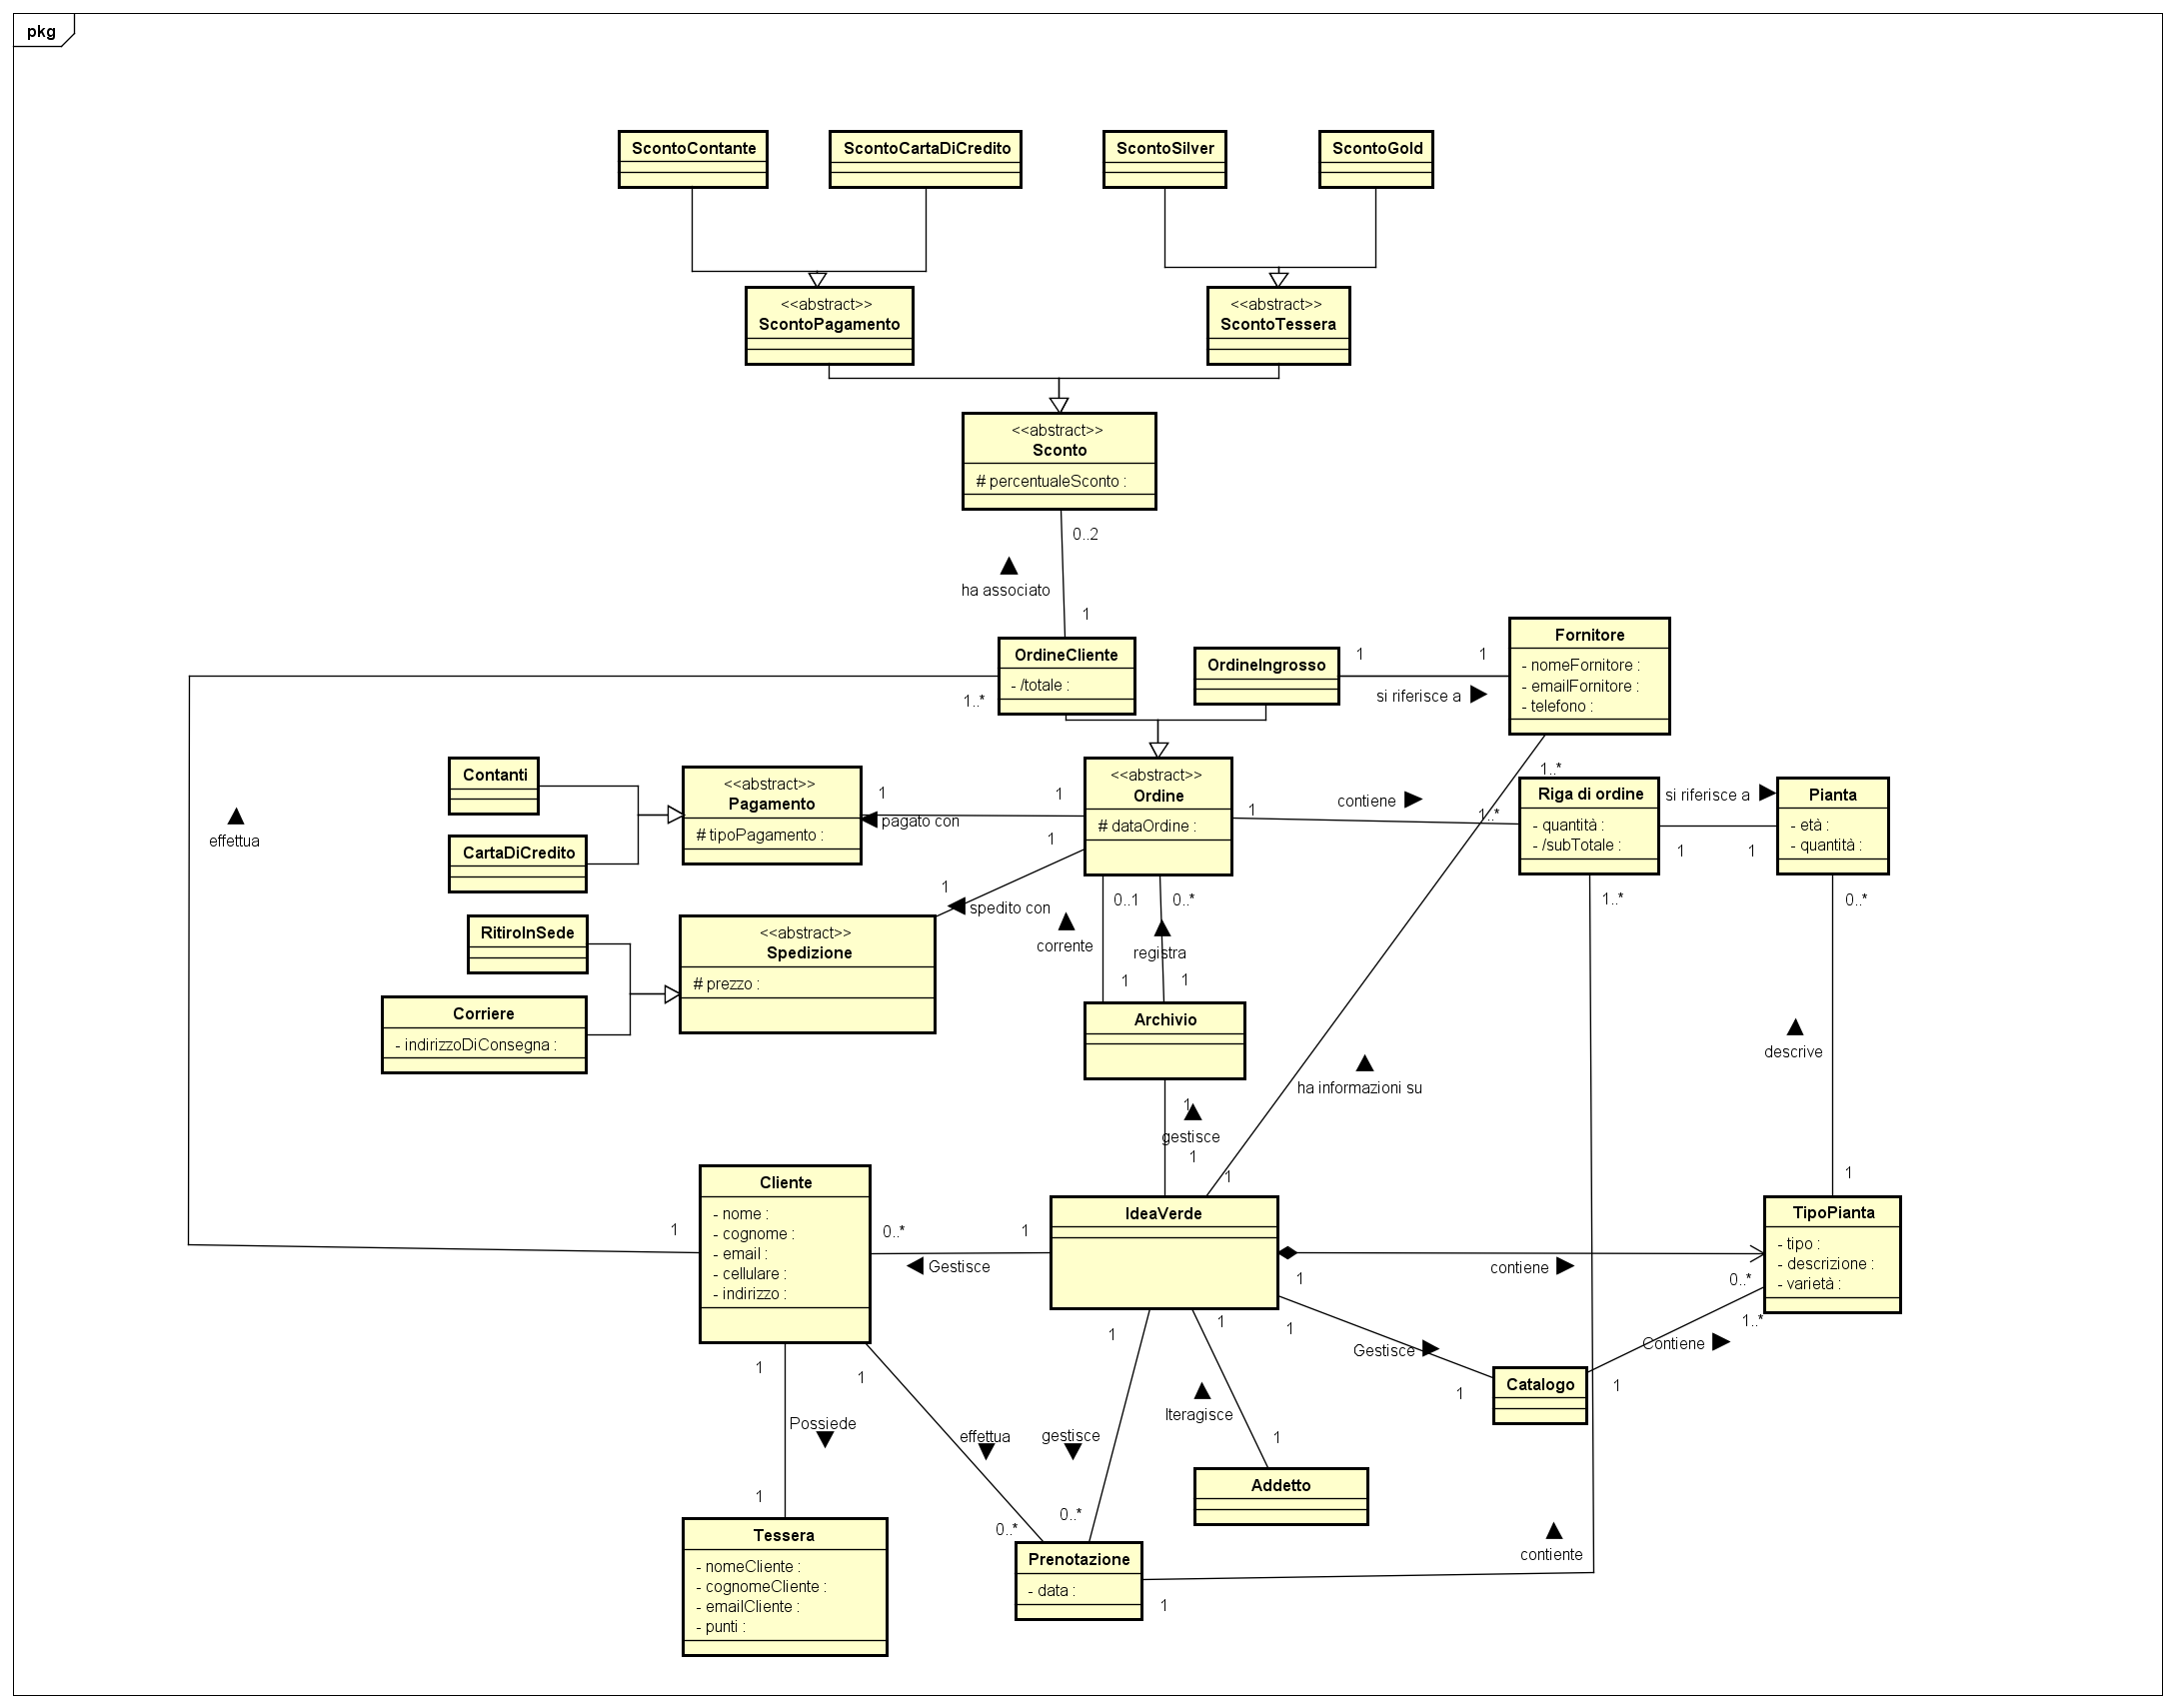 pkg
ScontoContante
ScontoCartaDiCredito
ScontoSilver
ScontoGold
<<abstract>>
ScontoPagamento
<<abstract>>
ScontoTessera
<<abstract>>
Sconto
# percentualeSconto :
0..2
ha associato
1
OrdineCliente
- /totale :
1..*
OrdineIngrosso
1
1
si riferisce a
Fornitore
- nomeFornitore :
- emailFornitore :
- telefono :
1..*
effettua
Contanti
CartaDiCredito
<<abstract>>
Pagamento
# tipoPagamento :
1
1
pagato con
<<abstract>>
Ordine
# dataOrdine :
1
contiene
1..*
Riga di ordine
- quantità :
- /subTotale :
si riferisce a
1
1
Pianta
- età :
- quantità :
1
1
spedito con
RitiroInSede
Corriere
- indirizzoDiConsegna :
<<abstract>>
Spedizione
# prezzo :
0..1
corrente
1
0..*
registra
1
1..*
0..*
Archivio
descrive
ha informazioni su
1
gestisce
1
1
1
Cliente
- nome :
- cognome :
- email :
- cellulare :
- indirizzo :
1
0..*
1
Gestisce
IdeaVerde
1
contiene
0..*
TipoPianta
- tipo :
- descrizione :
- varietà :
1
Gestisce
1
Catalogo
1
Contiene
1..*
1
Possiede
1
1
effettua
0..*
1
gestisce
0..*
1
Iteragisce
1
Addetto
Tessera
- nomeCliente :
- cognomeCliente :
- emailCliente :
- punti :
Prenotazione
- data :
1
contiente